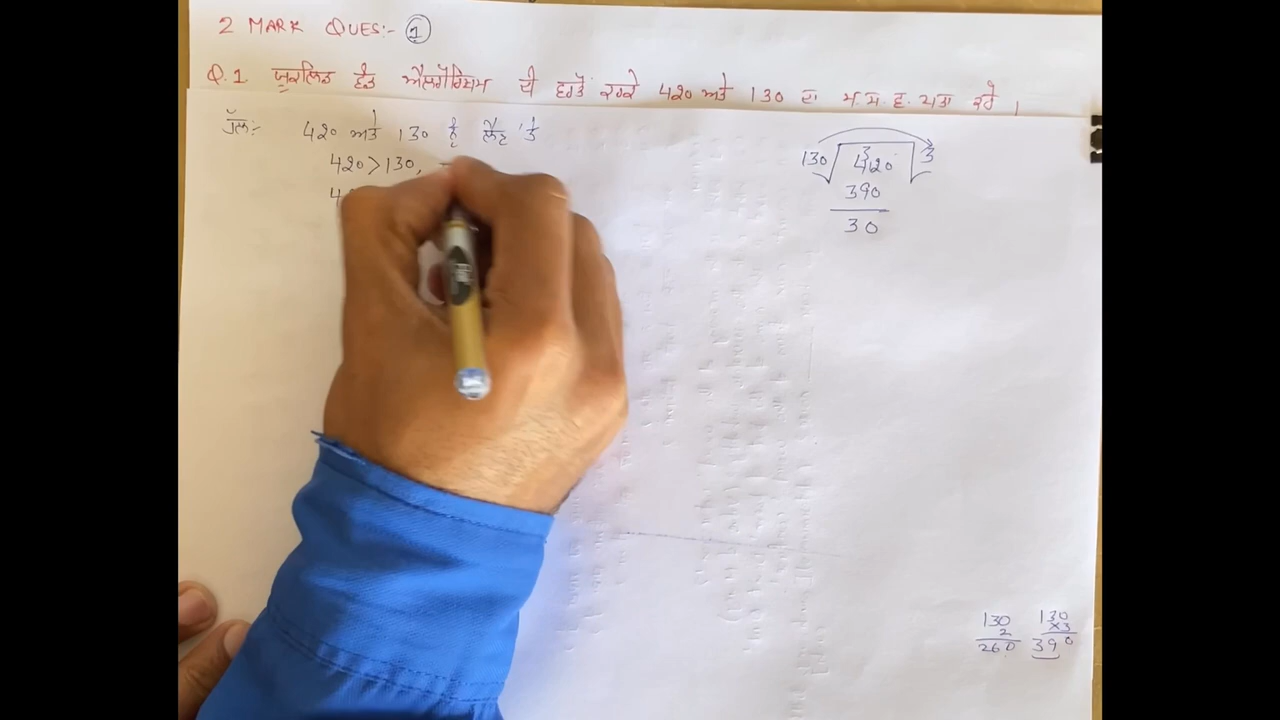 2 MARK QUES:- 1
Q.1 ਯੂਕਲਿਡ ਵੰਡ ਐਲਗੋਰਿਥਮ ਦੀ ਵਰਤੋਂ ਕਰਕੇ 420 ਅਤੇ 130 ਦਾ ਮ.ਸ.ਵ. ਪਤਾ ਕਰੋ ।
ਹੱਲ:- 420 ਅਤੇ 130 ਨੂੰ ਲੈਣ 'ਤੇ
420 > 130,
130 420 3
390
30
130 130
2 ×3
260 390